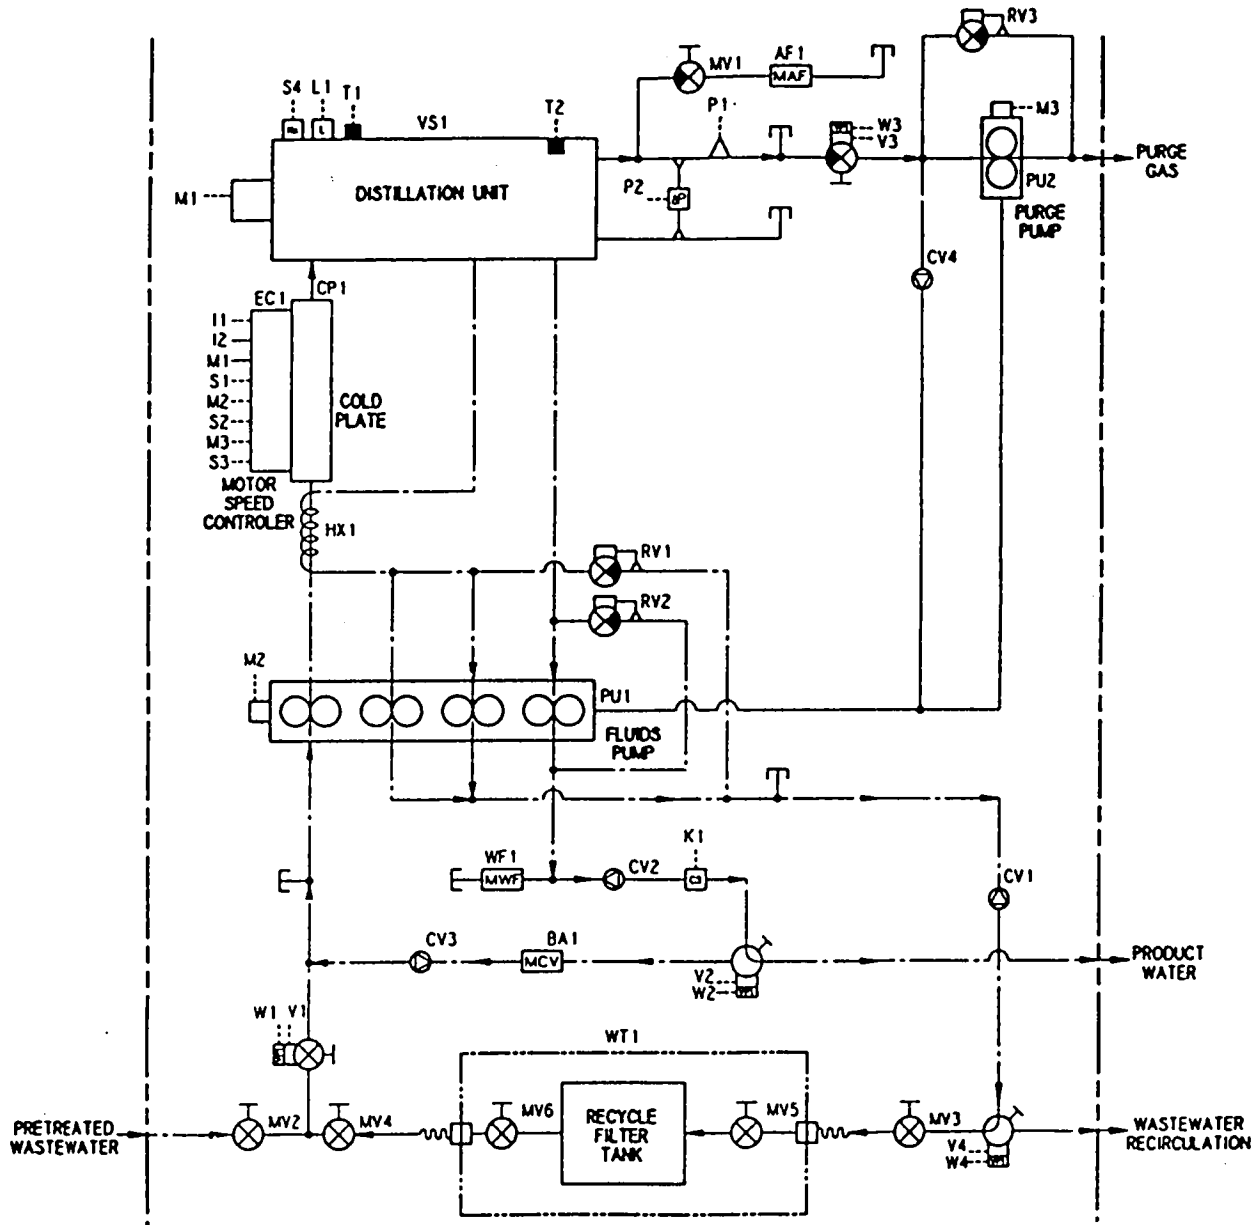 RV3
AF1
MV1
MAF
S4
L1
T1
T2
P1
W3
V3
M3
VS1
L
PURGE
GAS
M1
DISTILLATION UNIT
P2
PU2
PURGE
PUMP
CV4
CP1
EC1
I1
I2
M1
S1
M2
S2
M3
S3
COLD
PLATE
MOTOR
SPEED
CONTROLER
HX1
RV1
RV2
M2
PU1
FLUIDS
PUMP
K1
WF1
MWF
CV2
CV1
CV3
BA1
MCV
V2
W2
PRODUCT
WATER
W1
V1
WT1
PRETREATED
WASTEWATER
MV2
MV4
MV6
RECYCLE
FILTER
TANK
MV5
MV3
V4
W4
WASTEWATER
RECIRCULATION